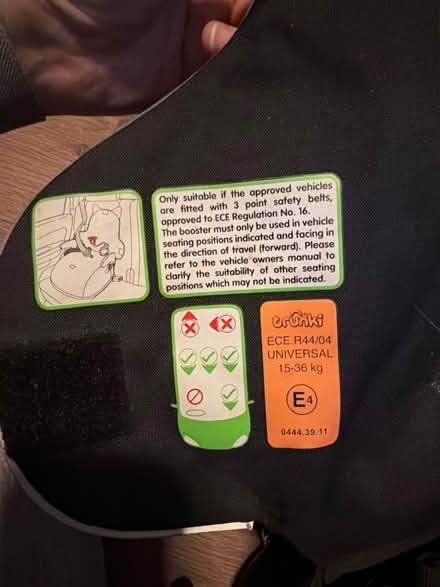 Only suitable if the approved vehicles
are fitted with 3 point safety belts,
approved to ECE Regulation No. 16.
The booster must only be used in vehicle
seating positions indicated and facing in
the direction of travel (forward). Please
refer to the vehicle owners manual to
clarify the suitability of other seating
positions which may not be indicated.
trunki
ECE.R44/04
UNIVERSAL
15-36 kg
E4
0444.39.11